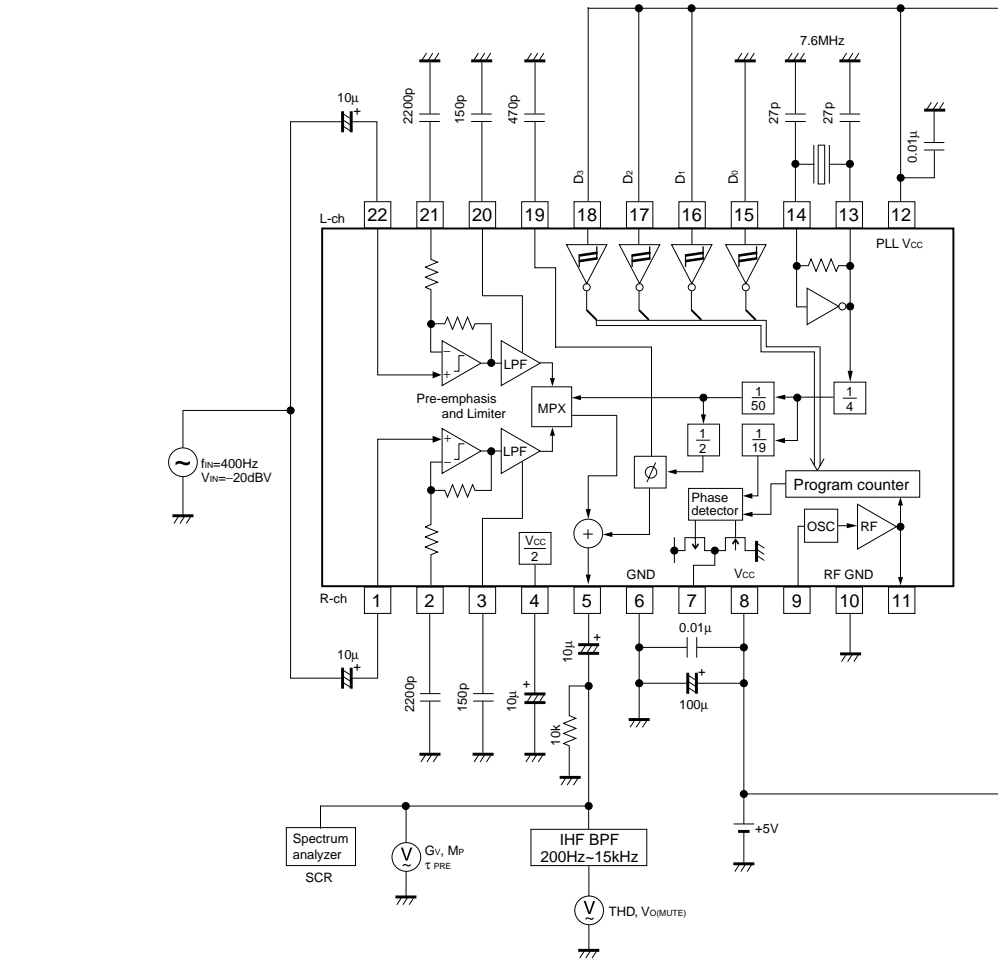 7.6MHz
10μ
+
2200p
150p
470p
D3
D2
D1
D0
27p
27p
0.01μ
L-ch
22
21
20
19
18
17
16
15
14
13
12
PLL VCC
−
+
LPF
Pre-emphasis
and Limiter
MPX
1
50
1
4
1
2
1
19
+
−
LPF
ϕ
Phase
detector
Program counter
VCC
2
+
OSC
RF
GND
VCC
RF GND
fIN=400Hz
VIN=−20dBV
~
R-ch
1
2
3
4
5
6
7
8
9
10
11
10μ
+
2200p
150p
10μ
+
10μ
+
10k
0.01μ
+
100μ
+5V
Spectrum
analyzer
SCR
V
~
GV, MP
τ PRE
IHF BPF
200Hz~15kHz
V
~
THD, VO(MUTE)